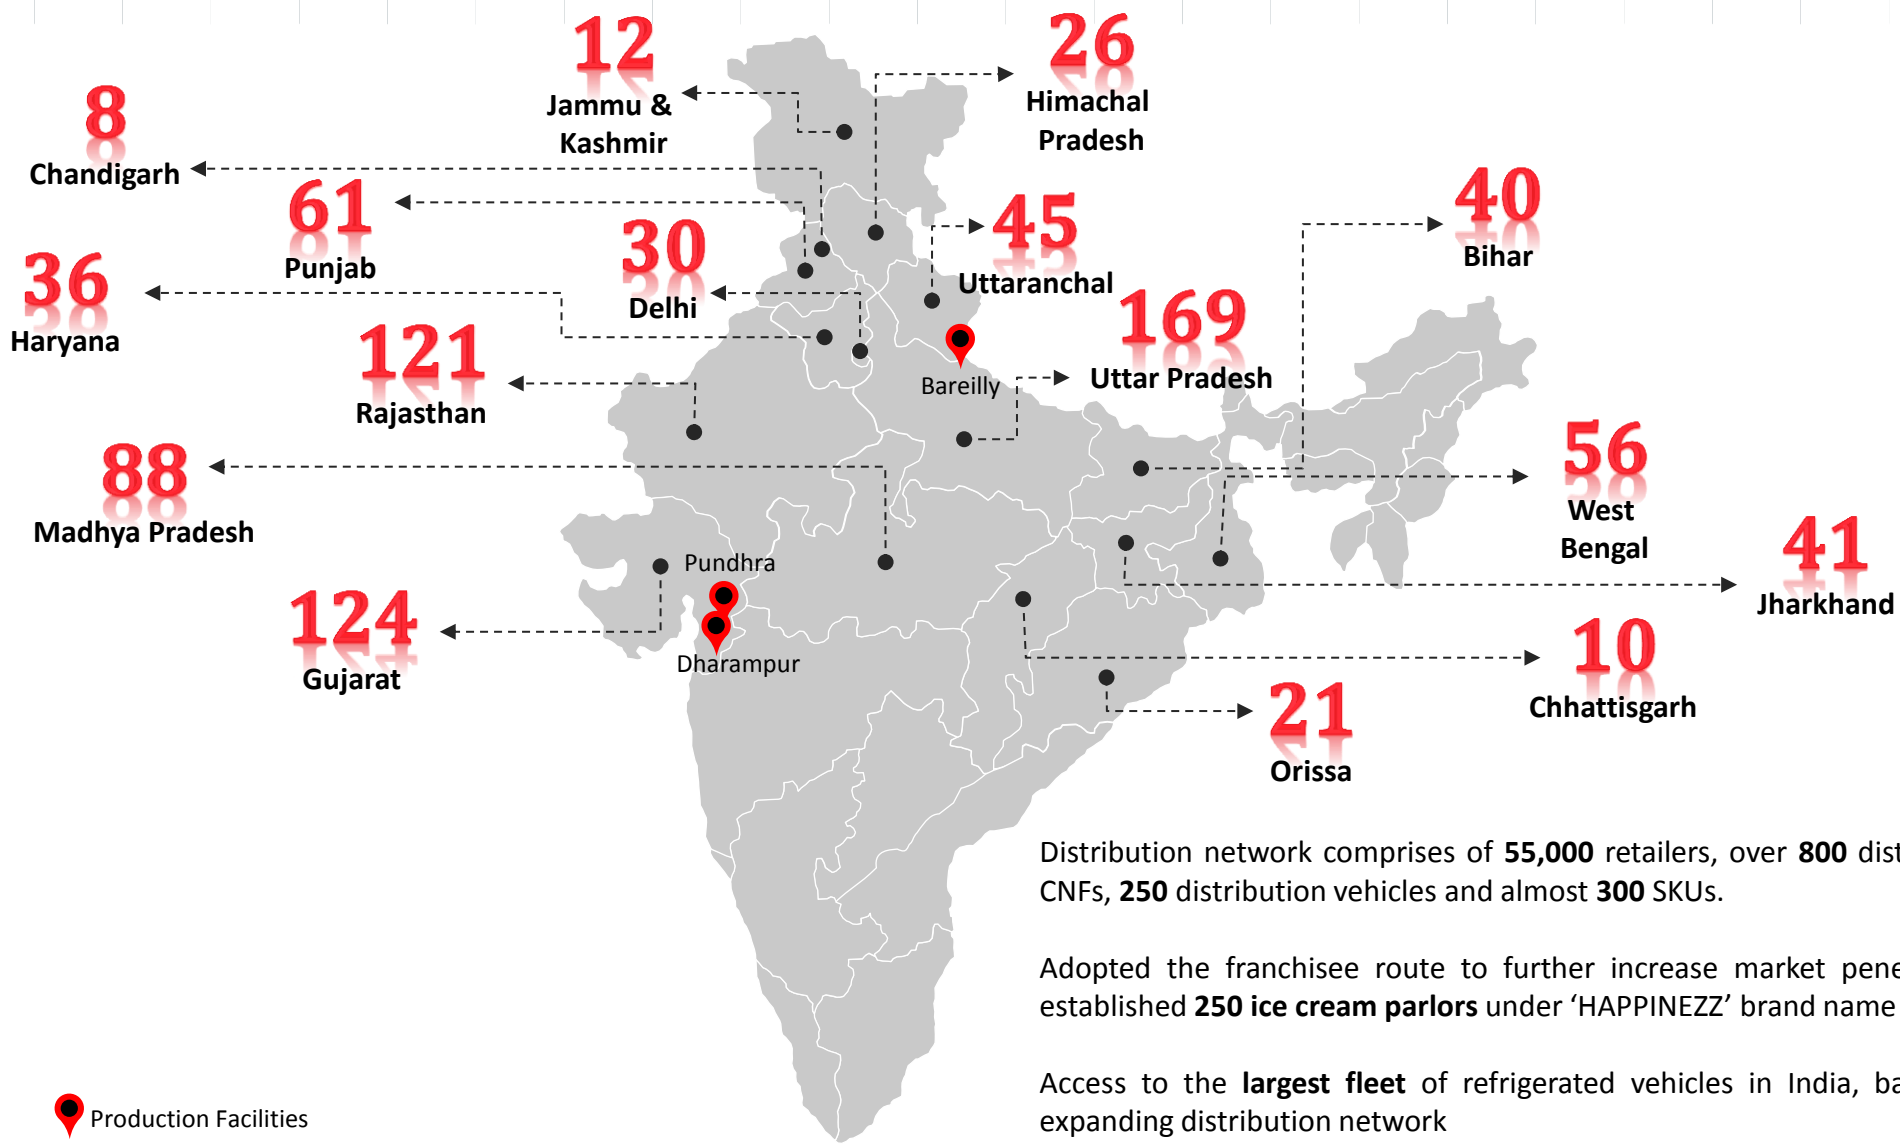 12
Jammu &
Kashmir
26
Himachal
Pradesh
8
Chandigarh
61
Punjab
30
Delhi
45
Uttaranchal
40
Bihar
36
Haryana
121
Rajasthan
169
Uttar Pradesh
Bareilly
88
Madhya Pradesh
56
West
Bengal
41
Jharkhand
Pundhra
Dharampur
124
Gujarat
10
Chhattisgarh
21
Orissa
Distribution network comprises of 55,000 retailers, over 800 dist
CNFs, 250 distribution vehicles and almost 300 SKUs.
Adopted the franchisee route to further increase market pene
established 250 ice cream parlors under ‘HAPPINEZZ’ brand name
Access to the largest fleet of refrigerated vehicles in India, ba
expanding distribution network
Production Facilities